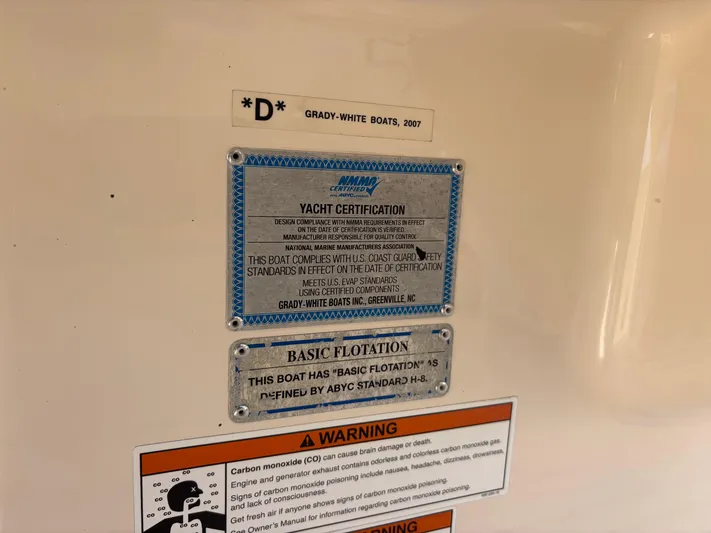 *D* GRADY-WHITE BOATS, 2007
NMMA
CERTIFIED
YACHT CERTIFICATION
DESIGN COMPLIANCE WITH NMMA REQUIREMENTS IN EFFECT
ON THE DATE OF CERTIFICATION IS VERIFIED.
MANUFACTURER RESPONSIBLE FOR QUALITY CONTROL.
NATIONAL MARINE MANUFACTURERS ASSOCIATION
THIS BOAT COMPLIES WITH U.S. COAST GUARD SAFETY
STANDARDS IN EFFECT ON THE DATE OF CERTIFICATION
MEETS U.S. EVAP STANDARDS
USING CERTIFIED COMPONENTS
GRADY-WHITE BOATS INC., GREENVILLE, NC
BASIC FLOTATION
THIS BOAT HAS "BASIC FLOTATION" AS
DEFINED BY ABYC STANDARD H-8.
WARNING
Carbon monoxide (CO) can cause brain damage or death.
Engine and generator exhaust contains odorless and colorless carbon monoxide gas.
Signs of carbon monoxide poisoning include nausea, headache, dizziness, drowsiness,
and lack of consciousness.
Get fresh air if anyone shows signs of carbon monoxide poisoning.
See Owner's Manual for information regarding carbon monoxide poisoning.
CO CO CO
WARNING